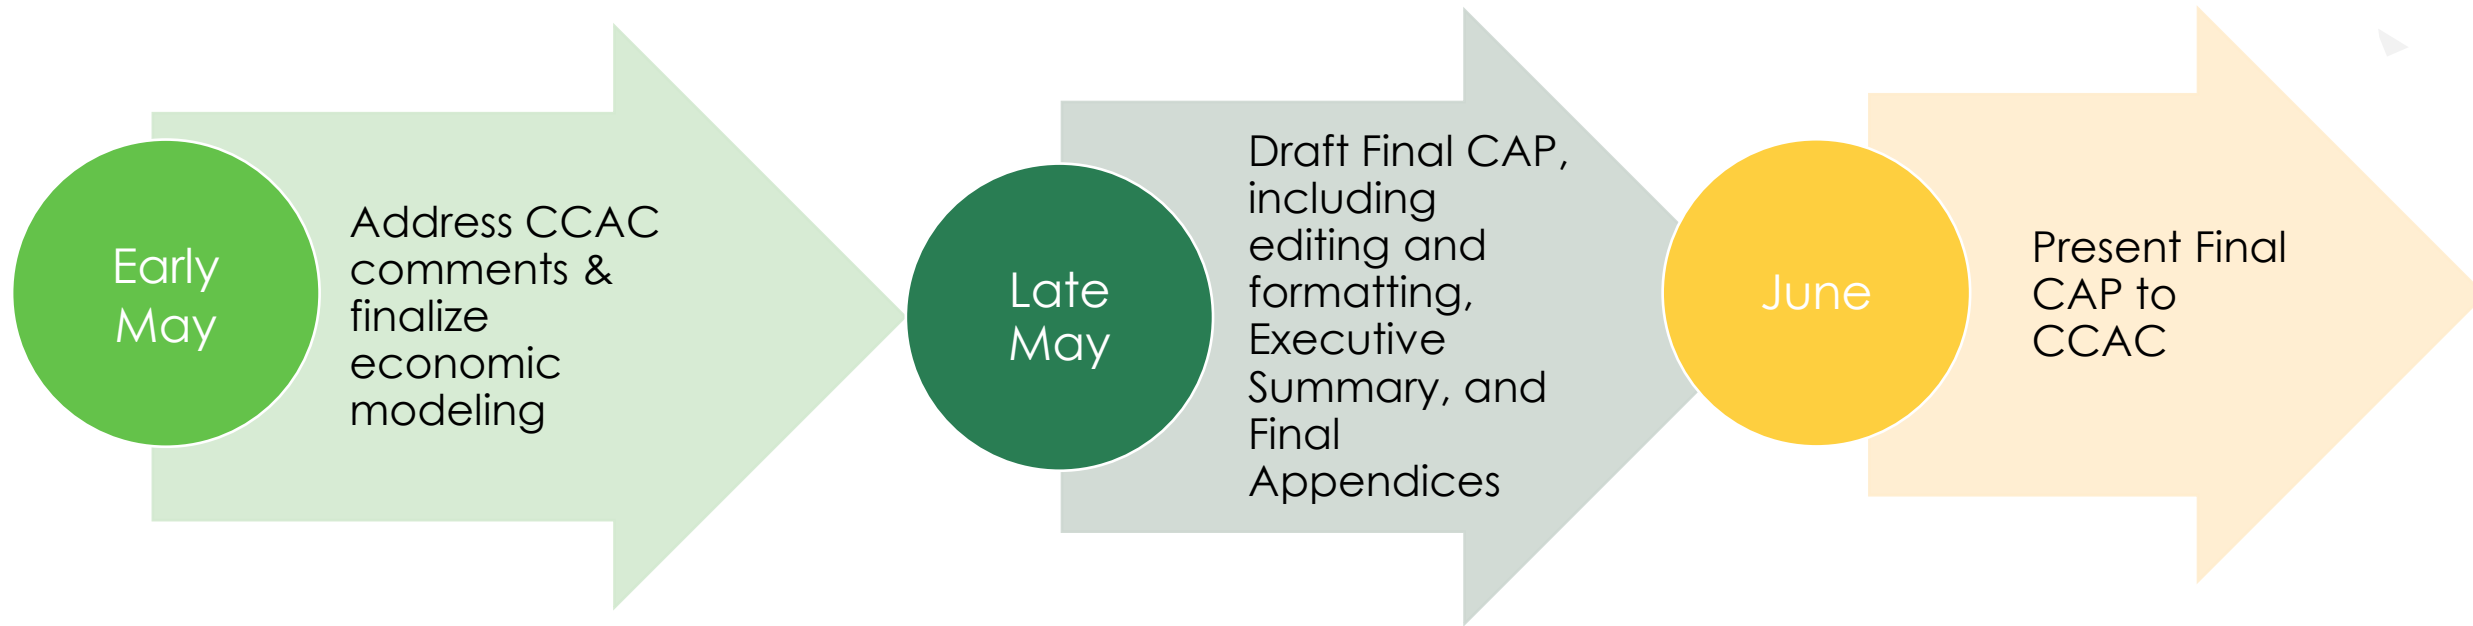 Early
May
Address CCAC
comments &
finalize
economic
modeling
Late
May
Draft Final CAP,
including
editing and
formatting,
Executive
Summary, and
Final
Appendices
June
Present Final
CAP to
CCAC